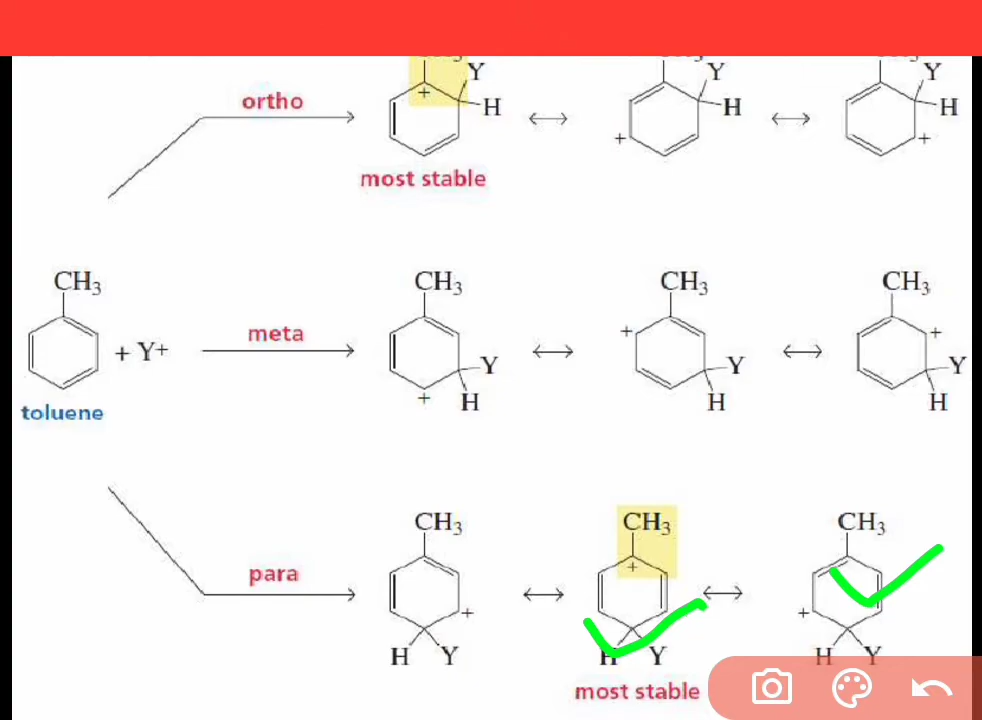 Y Y Y
ortho
H H H
+ + +
most stable
CH₃ CH₃ CH₃ CH₃
+ +
meta
+ Y⁺
Y Y Y
+ H H H
toluene
CH₃ CH₃ CH₃
+
para
+ +
H Y H Y H Y
most stable